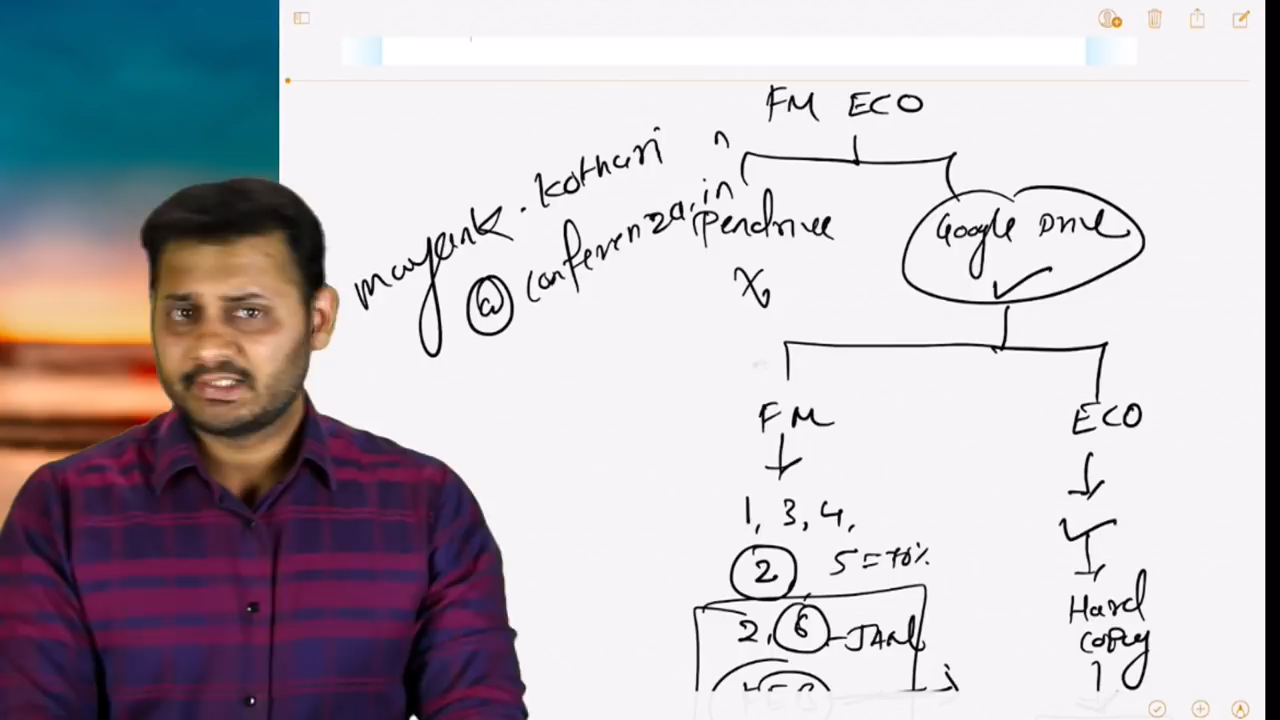 FM ECO
mayank.kothari
@ conferenza.in
Pendrive
Google Drive
FM
ECO
1, 3, 4,
2
5 = 70%
2, 6 - JAN
Hard
copy